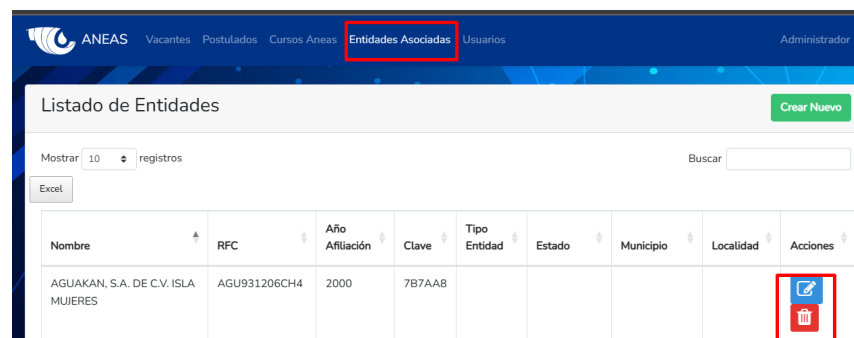 ANEAS Vacantes Postulados Cursos Aneas Entidades Asociadas Usuarios Administrador
Listado de Entidades Crear Nuevo
Mostrar 10 registros Buscar
Excel
Nombre RFC Año Afiliación Clave Tipo Entidad Estado Municipio Localidad Acciones
AGUAKAN, S.A. DE C.V. ISLA MUJERES AGU931206CH4 2000 7B7AA8